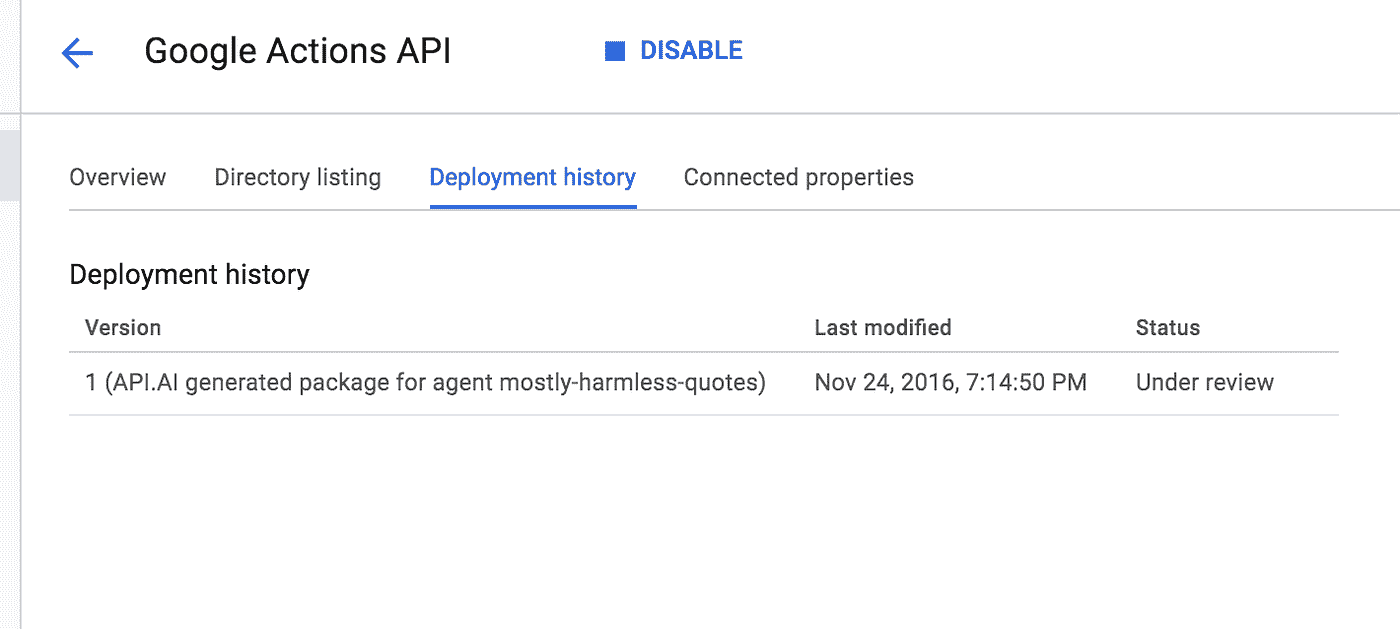 Google Actions API DISABLE
Overview Directory listing Deployment history Connected properties
Deployment history
Version Last modified Status
1 (API.AI generated package for agent mostly-harmless-quotes) Nov 24, 2016, 7:14:50 PM Under review